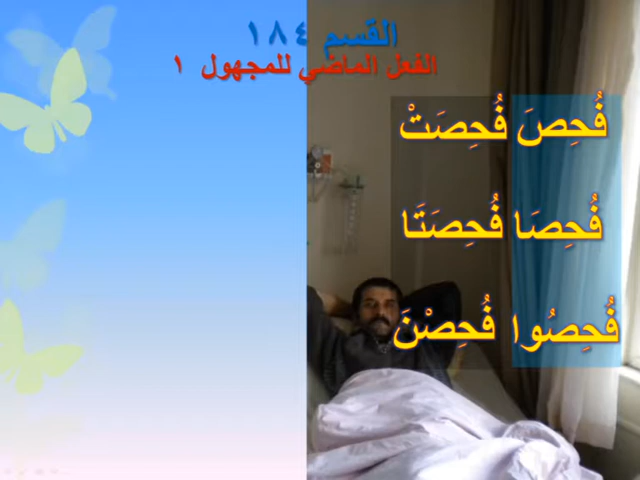 القسم ١٨٤
الفعل الماضي للمجهول ١
فُحِصَ فُحِصَتْ
فُحِصَا فُحِصَتَا
فُحِصُوا فُحِصْنَ